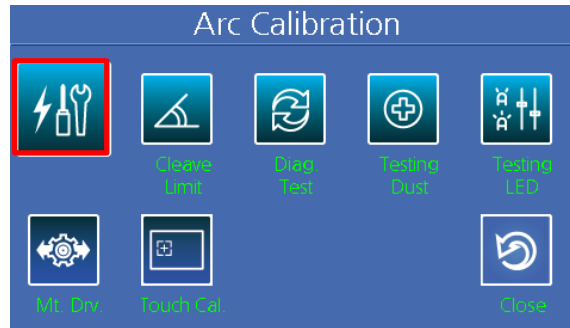 Arc Calibration
Cleave
Limit
Diag.
Test
Testing
Dust
Testing
LED
Mt. Drv.
Touch Cal.
Close